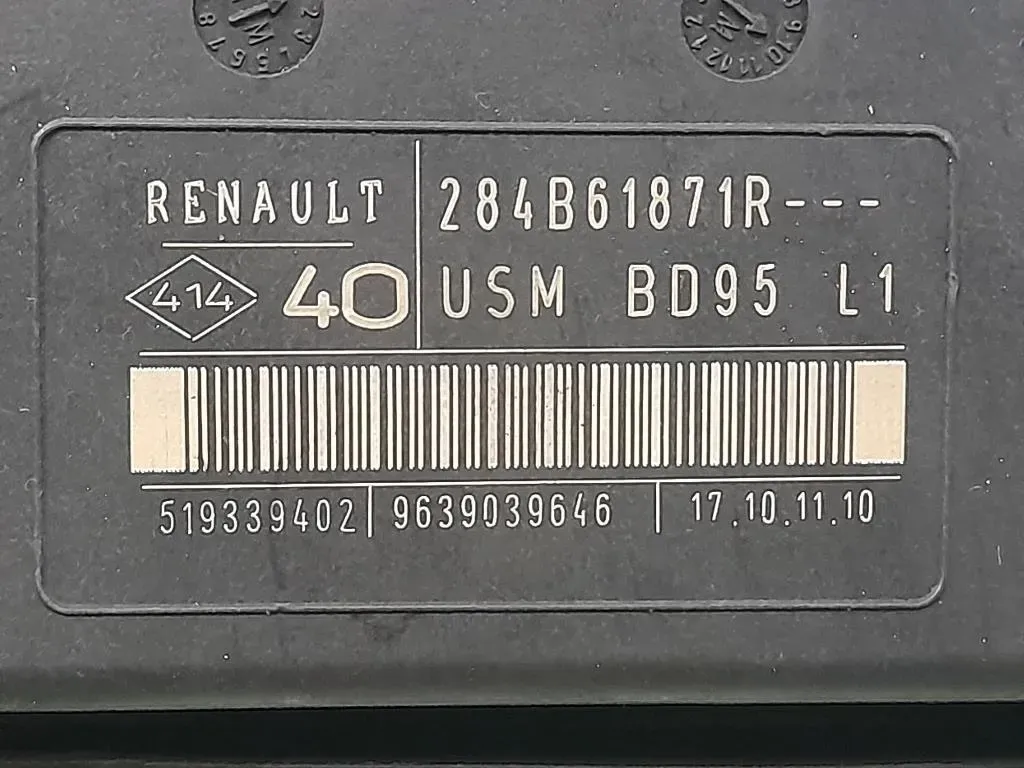 RENAULT
284B61871R---
414
40
USM BD95 L1
519339402
9639039646
17.10.11.10